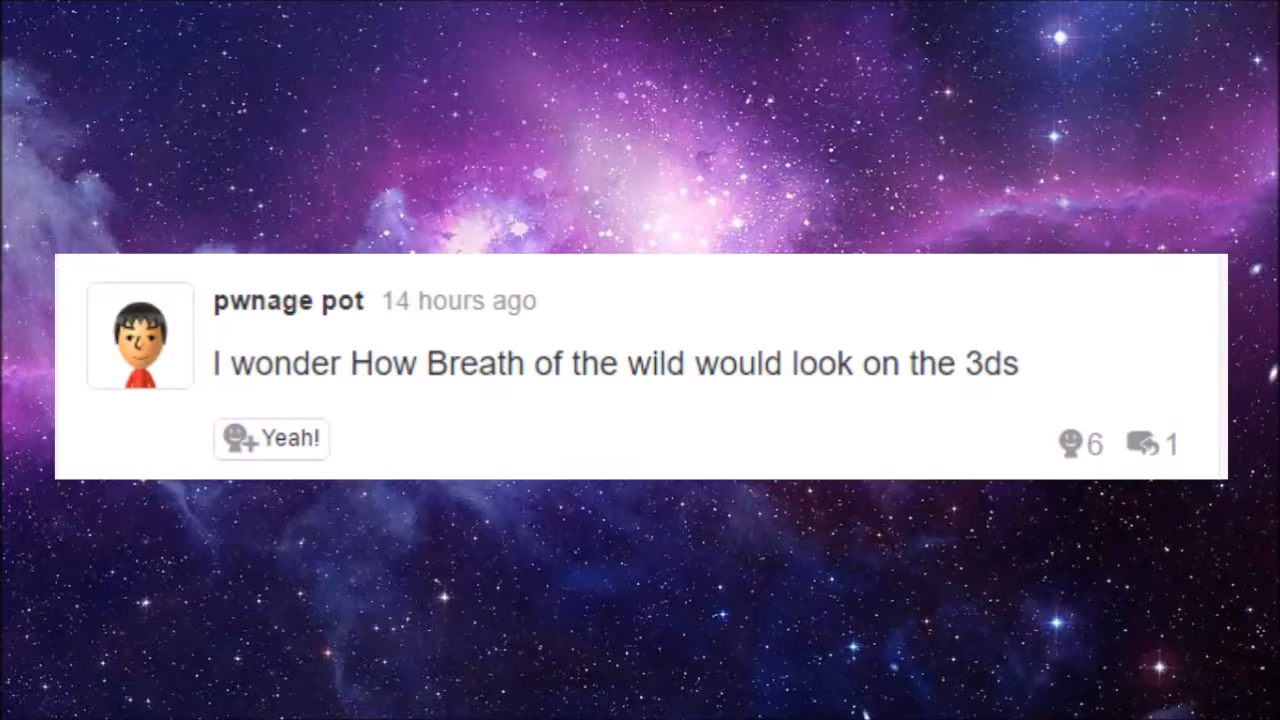 pwnage pot 14 hours ago
I wonder How Breath of the wild would look on the 3ds
Yeah! 6 1